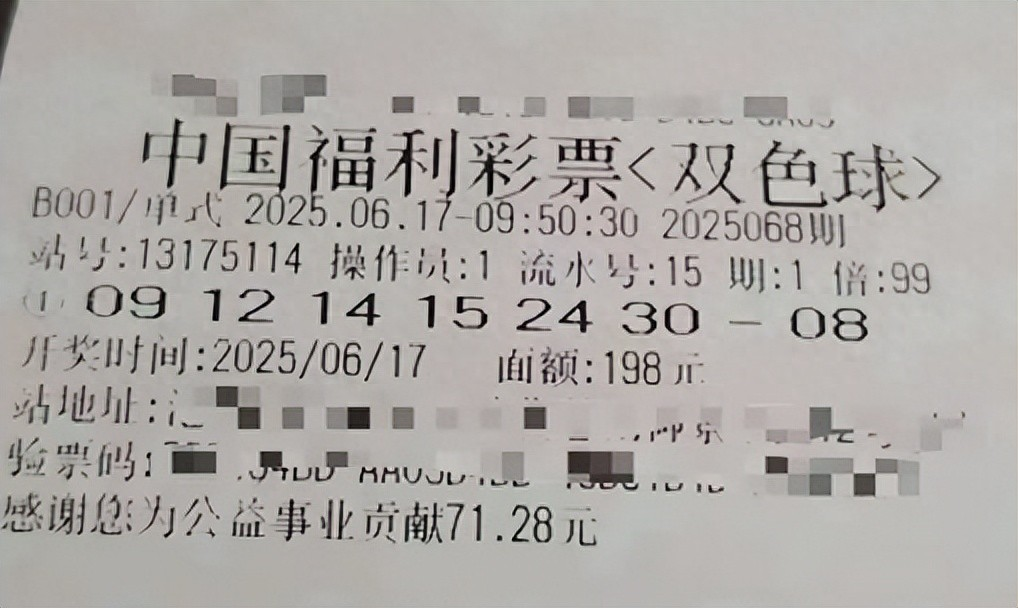 中国福利彩票<双色球>
B001/单式 2025.06.17-09:50:30 2025068期
站号:13175114 操作员:1 流水号:15 期:1 倍:99
① 09 12 14 15 24 30 - 08
开奖时间:2025/06/17 面额:198元
站地址:
验票码:
感谢您为公益事业贡献71.28元